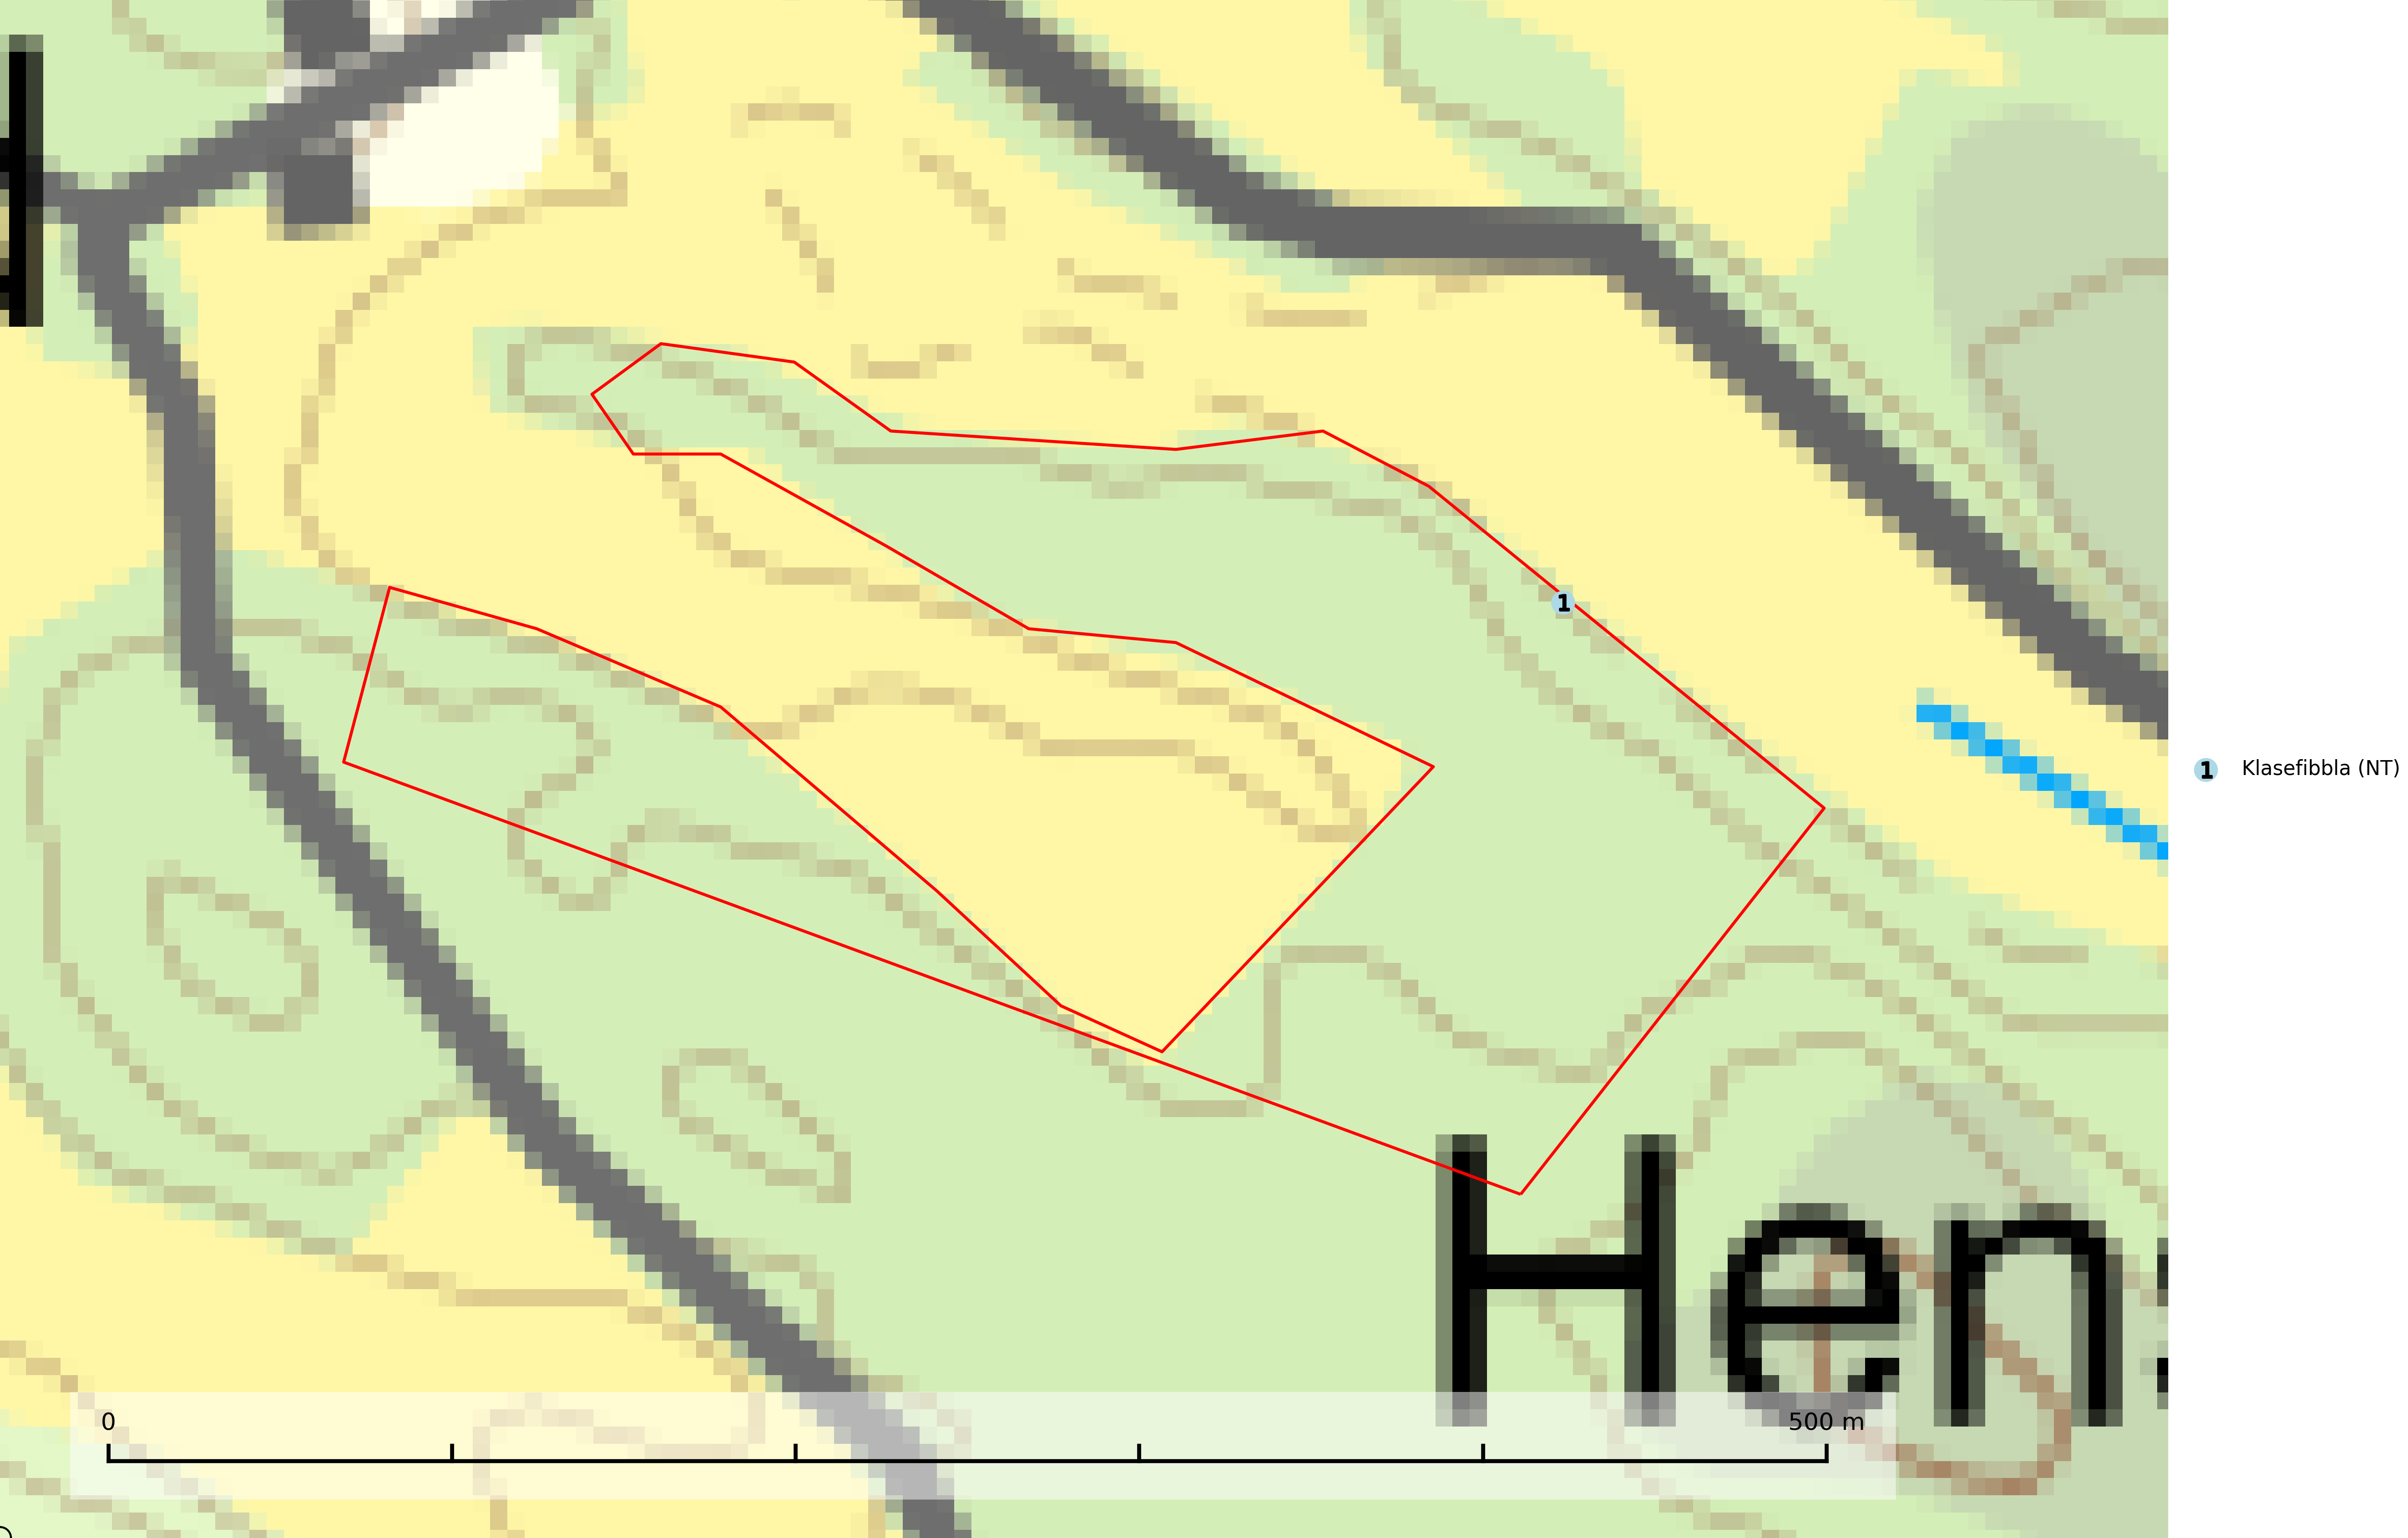 1
1 Klasefibbla (NT)
Hen
0 500 m